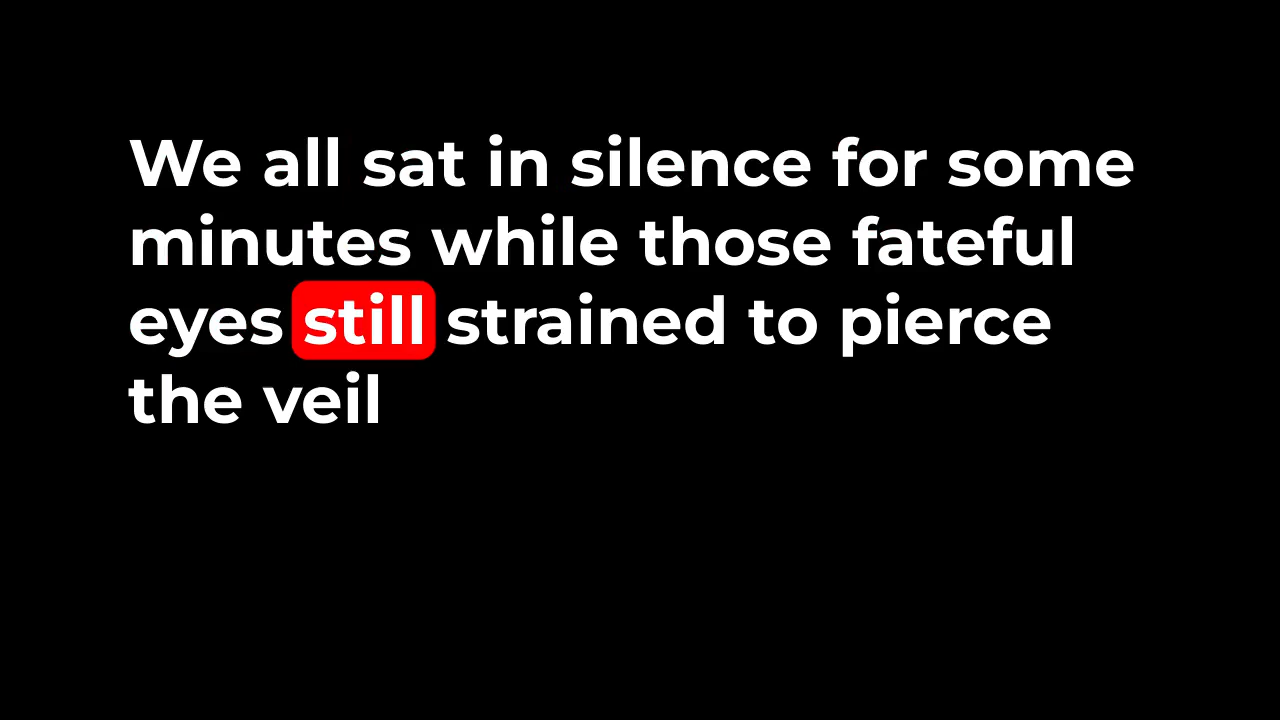 We all sat in silence for some
minutes while those fateful
eyes still strained to pierce
the veil